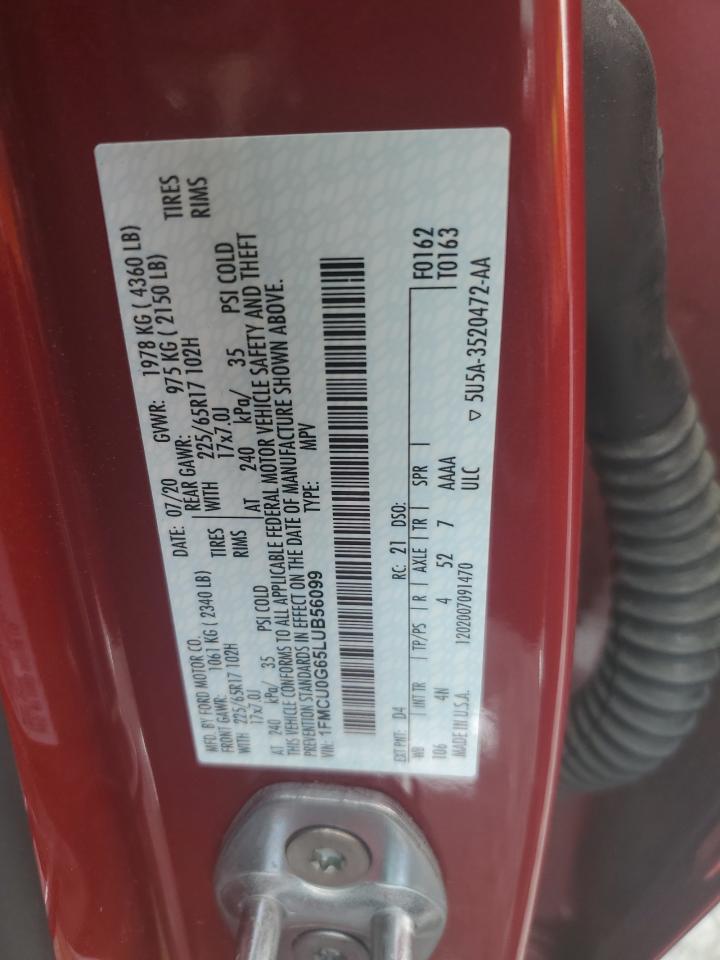 MFD. BY FORD MOTOR CO. DATE: 07/20 GVWR: 1978 KG ( 4360 LB)
FRONT GAWR: 1061 KG ( 2340 LB) REAR GAWR: 975 KG ( 2150 LB)
WITH 225/65R17 102H TIRES WITH 225/65R17 102H TIRES
17x7.0J RIMS 17x7.0J RIMS
AT 240 kPa/ 35 PSI COLD AT 240 kPa/ 35 PSI COLD
THIS VEHICLE CONFORMS TO ALL APPLICABLE FEDERAL MOTOR VEHICLE SAFETY AND THEFT
PREVENTION STANDARDS IN EFFECT ON THE DATE OF MANUFACTURE SHOWN ABOVE.
VIN: 1FMCU0G65LUB56099 TYPE: MPV
EXT PNT: D4 RC: 21 DSO: F0162
WB INT TR TP/PS R AXLE TR SPR T0163
106 4N 4 52 7 AAAA
MADE IN U.S.A. 1202007091470 ULC ▽ 5U5A-3520472-AA